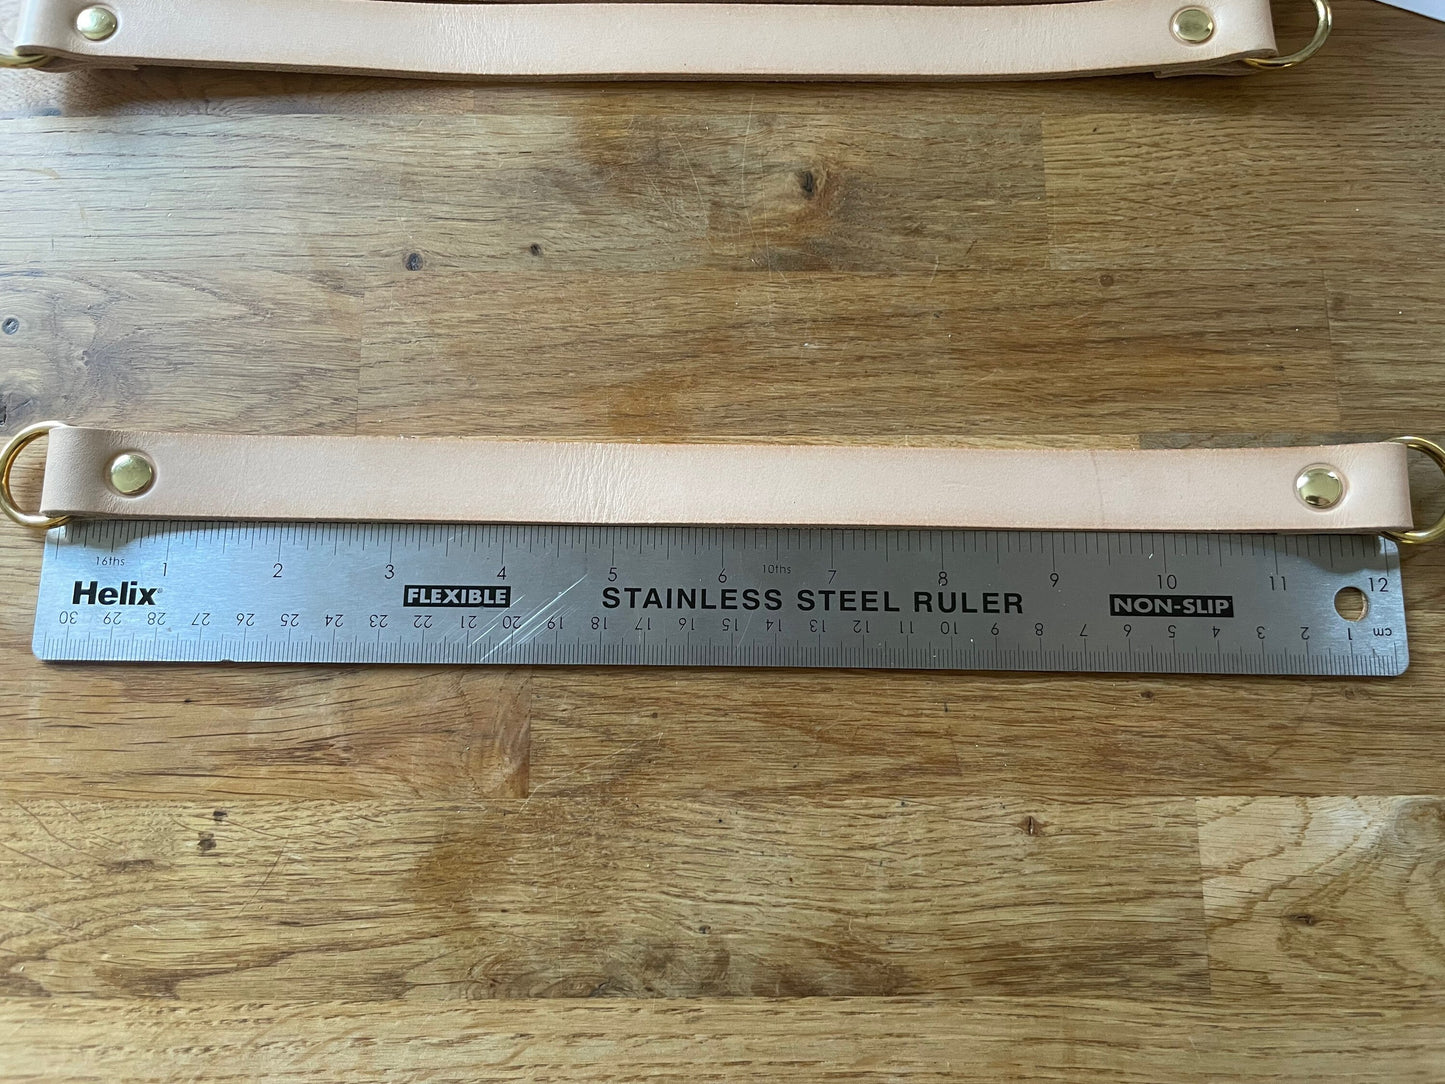 16ths 1 2 3 4 5 6 10ths 7 8 9 10 11 12
Helix® FLEXIBLE STAINLESS STEEL RULER NON-SLIP
cm 1 2 3 4 5 6 7 8 9 10 11 12 13 14 15 16 17 18 19 20 21 22 23 24 25 26 27 28 29 30